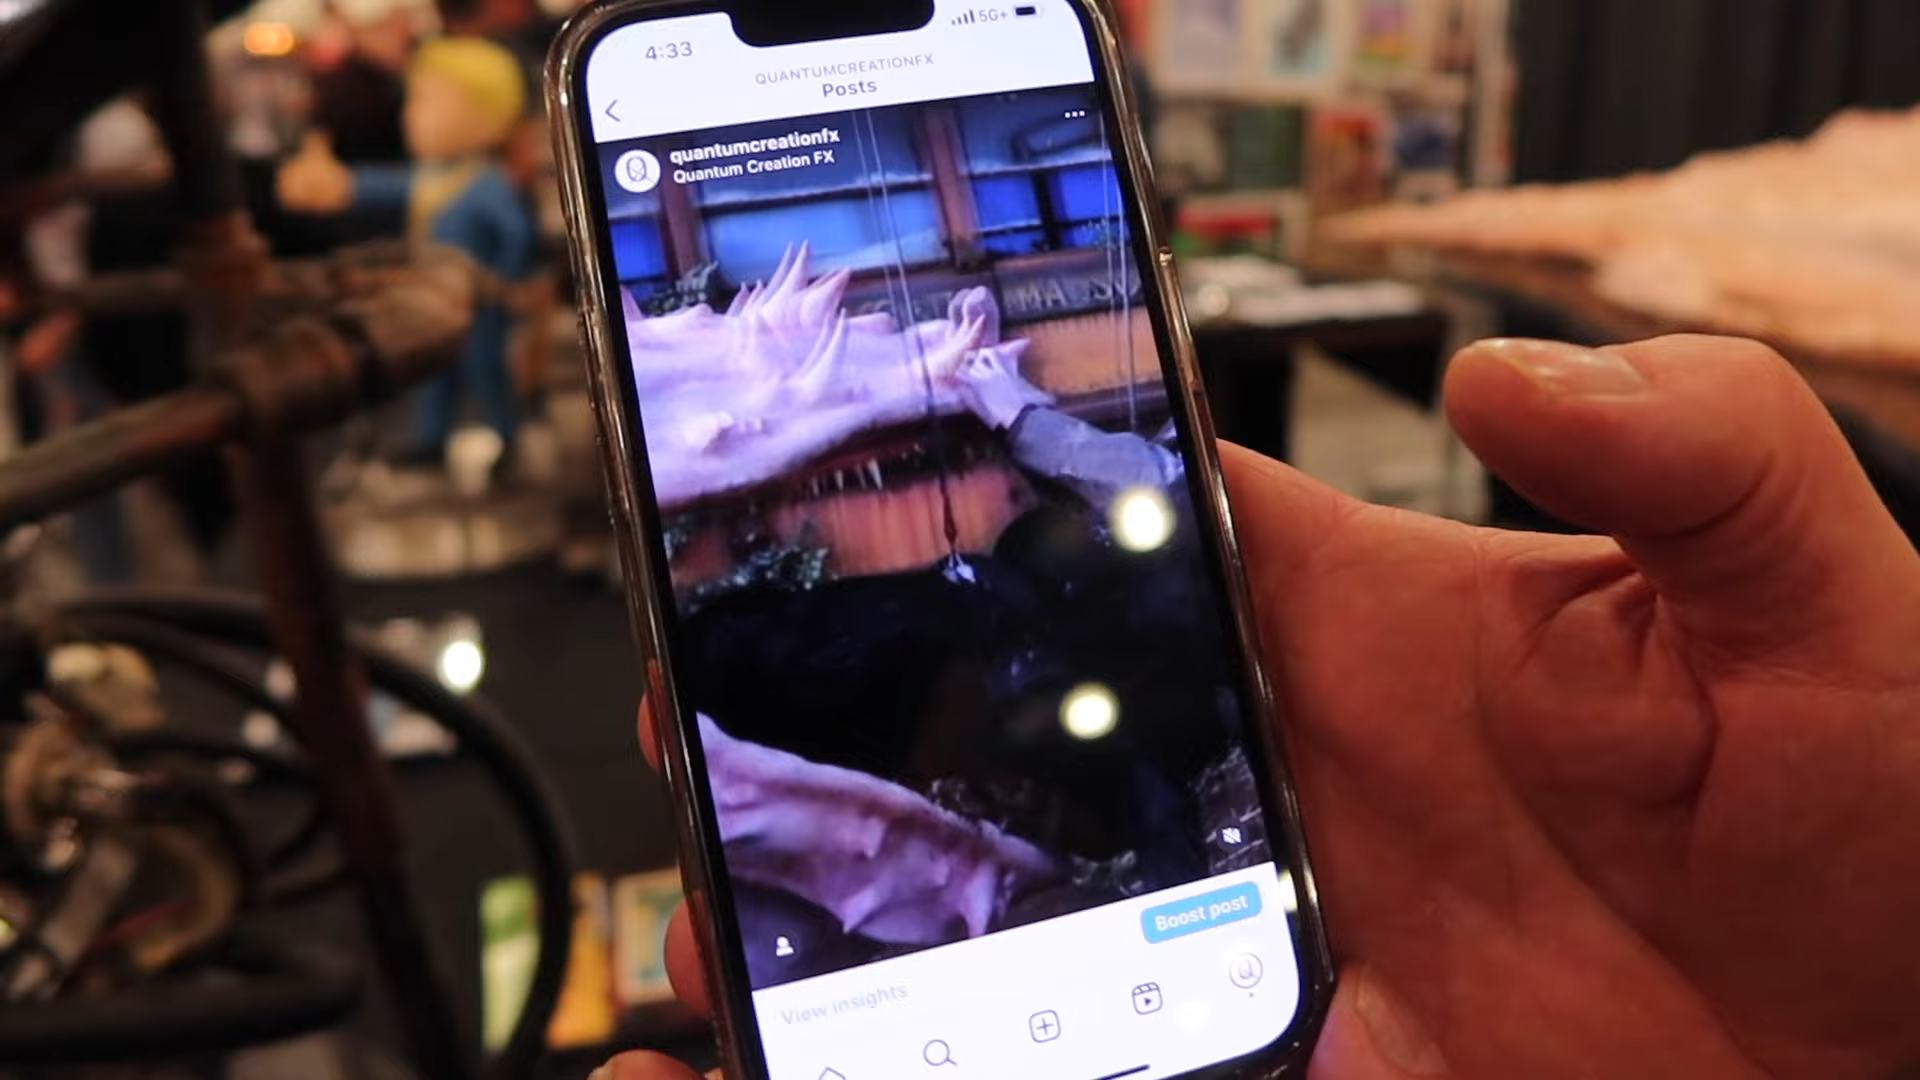 4:33
5G+
QUANTUMCREATIONFX
Posts
quantumcreationfx
Quantum Creation FX
Boost post
View insights